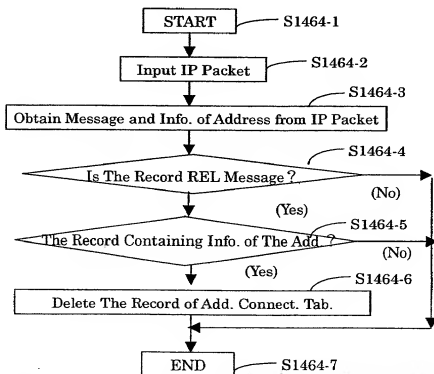 START
S1464-1
Input IP Packet
S1464-2
S1464-3
Obtain Message and Info. of Address from IP Packet
S1464-4
Is The Record REL Message?
(No)
(Yes)
S1464-5
The Record Containing Info. of The Add.?
(No)
(Yes)
S1464-6
Delete The Record of Add. Connect. Tab.
END
S1464-7